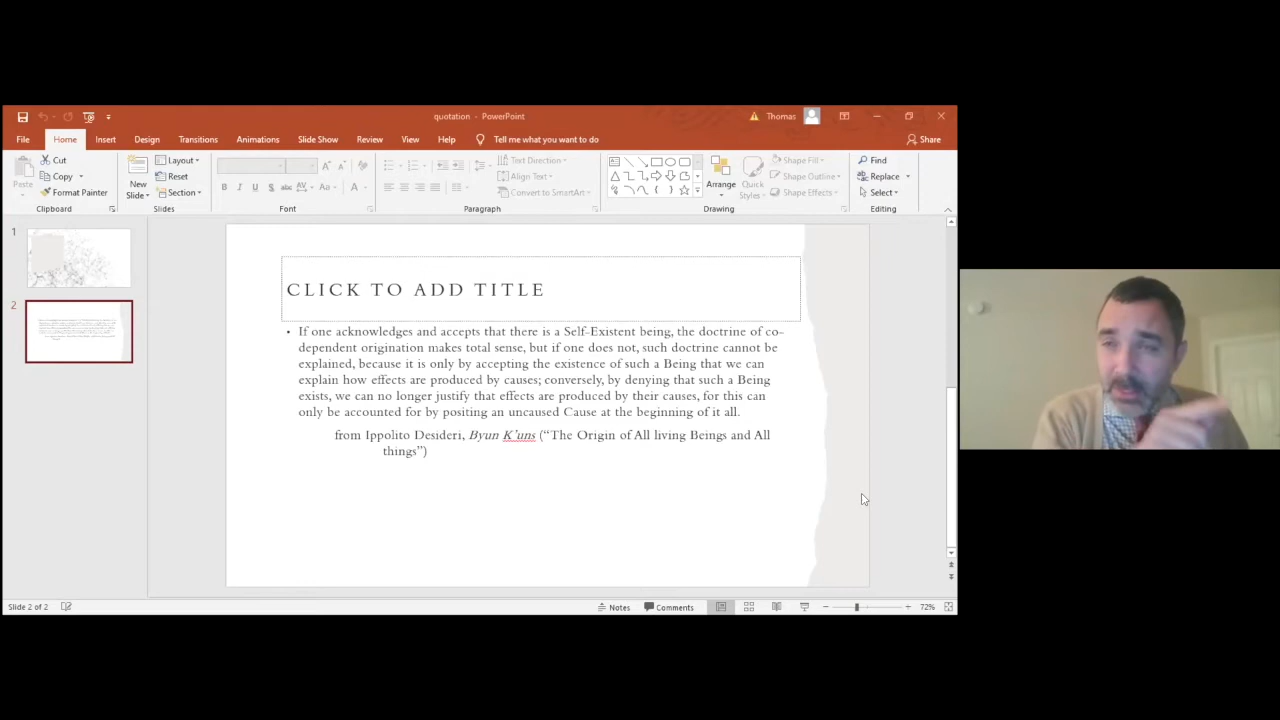 quotation - PowerPoint
Thomas
File Home Insert Design Transitions Animations Slide Show Review View Help Tell me what you want to do Share
Cut
Copy
Format Painter
Paste
Clipboard
New Slide
Layout
Reset
Section
Slides
B I U S abc AV Aa A
Font
Text Direction
Align Text
Convert to SmartArt
Paragraph
Arrange
Quick Styles
Shape Fill
Shape Outline
Shape Effects
Drawing
Find
Replace
Select
Editing
1
2
CLICK TO ADD TITLE
• If one acknowledges and accepts that there is a Self-Existent being, the doctrine of co-
dependent origination makes total sense, but if one does not, such doctrine cannot be
explained, because it is only by accepting the existence of such a Being that we can
explain how effects are produced by causes; conversely, by denying that such a Being
exists, we can no longer justify that effects are produced by their causes, for this can
only be accounted for by positing an uncaused Cause at the beginning of it all.
from Ippolito Desideri, Byun K'uns (“The Origin of All living Beings and All
things”)
Slide 2 of 2
Notes Comments 72%